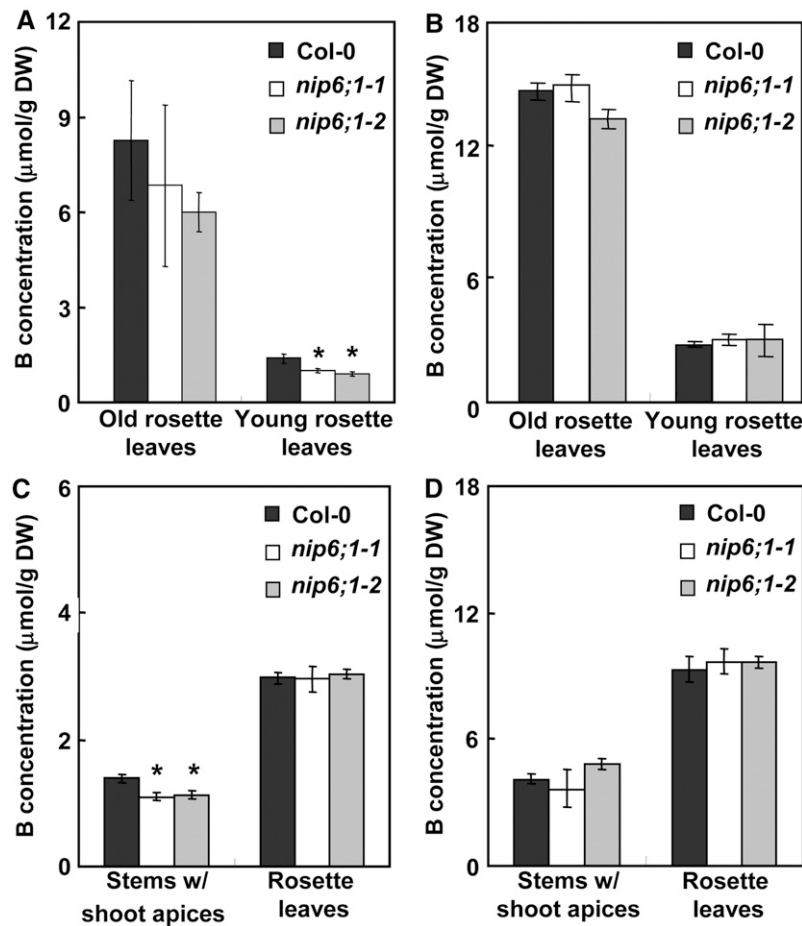 A
B concentration (μmol/g DW)
12
9
6
3
0
Col-0
nip6;1-1
nip6;1-2
* *
Old rosette leaves
Young rosette leaves
B
B concentration (μmol/g DW)
18
12
6
0
Col-0
nip6;1-1
nip6;1-2
Old rosette leaves
Young rosette leaves
C
B concentration (μmol/g DW)
6
4
2
0
Col-0
nip6;1-1
nip6;1-2
* *
Stems w/ shoot apices
Rosette leaves
D
B concentration (μmol/g DW)
18
12
6
0
Col-0
nip6;1-1
nip6;1-2
Stems w/ shoot apices
Rosette leaves